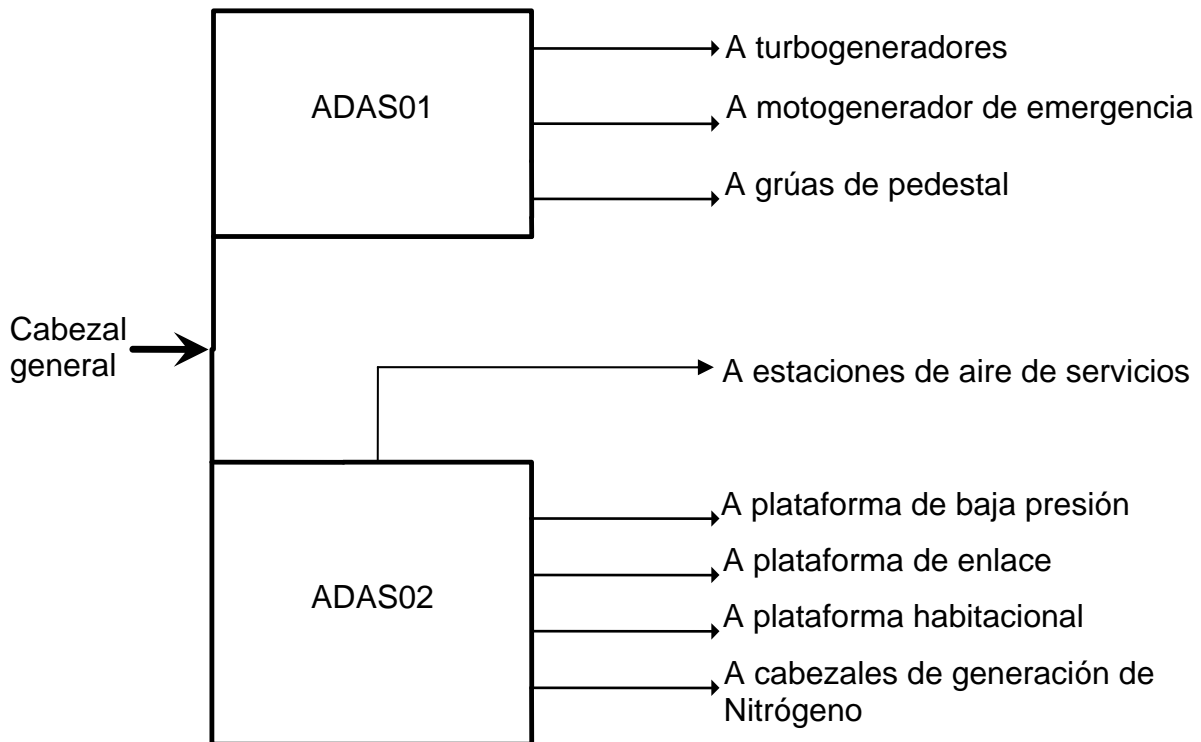 A turbogeneradores
ADAS01
A motogenerador de emergencia
A grúas de pedestal
Cabezal
general
A estaciones de aire de servicios
A plataforma de baja presión
A plataforma de enlace
ADAS02
A plataforma habitacional
A cabezales de generación de
Nitrógeno